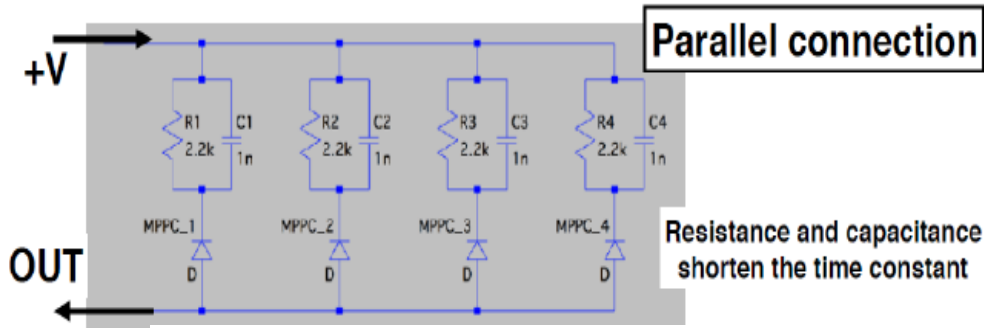 Parallel connection
+V
R1 C1 R2 C2 R3 C3 R4 C4
2.2k 1n 2.2k 1n 2.2k 1n 2.2k 1n
MPPC_1 MPPC_2 MPPC_3 MPPC_4
D D D D
OUT
Resistance and capacitance
shorten the time constant